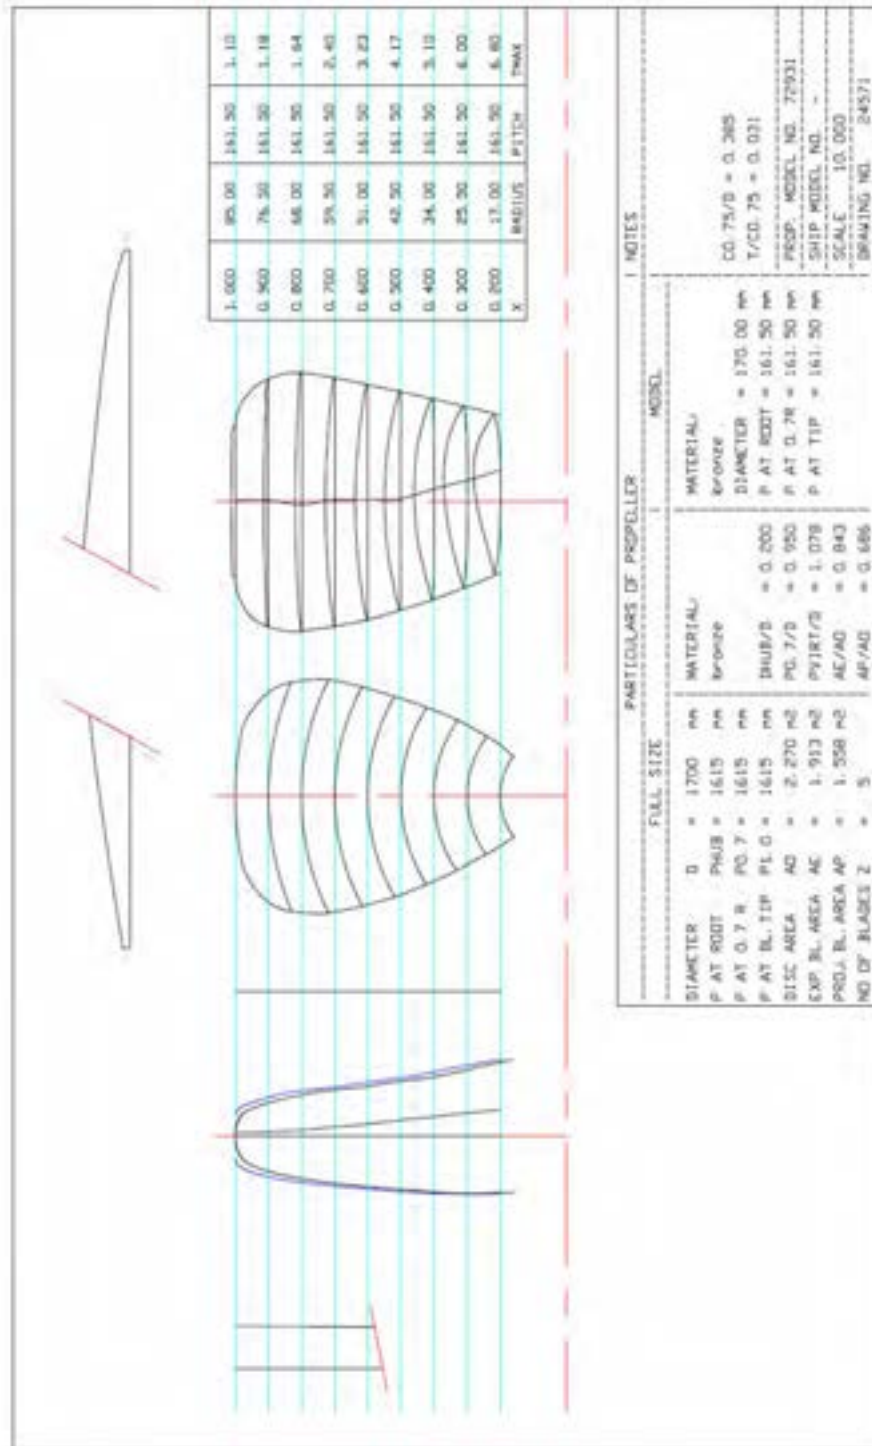 1.000 85.00 161.50 1.10
0.900 76.50 161.50 1.18
0.800 68.00 161.50 1.64
0.700 59.50 161.50 2.40
0.600 51.00 161.50 3.23
0.500 42.50 161.50 4.17
0.400 34.00 161.50 5.10
0.300 25.50 161.50 6.00
0.200 17.00 161.50 6.80
X RADIUS PITCH TMAX
PARTICULARS OF PROPELLER NOTES
FULL SIZE MODEL
DIAMETER D = 1700 mm MATERIAL: MATERIAL:
P AT ROOT PHUB = 1615 mm bronze bronze CO.75/D = 0.385
P AT 0.7 R P0.7 = 1615 mm DIAMETER = 170.00 mm T/CO.75 = 0.031
P AT BL.TIP P1.0 = 1615 mm DHUB/D = 0.200 P AT ROOT = 161.50 mm
DISC AREA AO = 2.270 m2 P0.7/D = 0.950 P AT 0.7R = 161.50 mm PROP. MODEL NO. 7293I
EXP.BL.AREA AE = 1.913 m2 PVIRT/D = 1.078 P AT TIP = 161.50 mm SHIP MODEL NO. -
PROJ.BL.AREA AP = 1.558 m2 AE/AO = 0.843 SCALE 10.000
NO OF BLADES Z = 5 AP/AO = 0.686 DRAWING NO. 24571